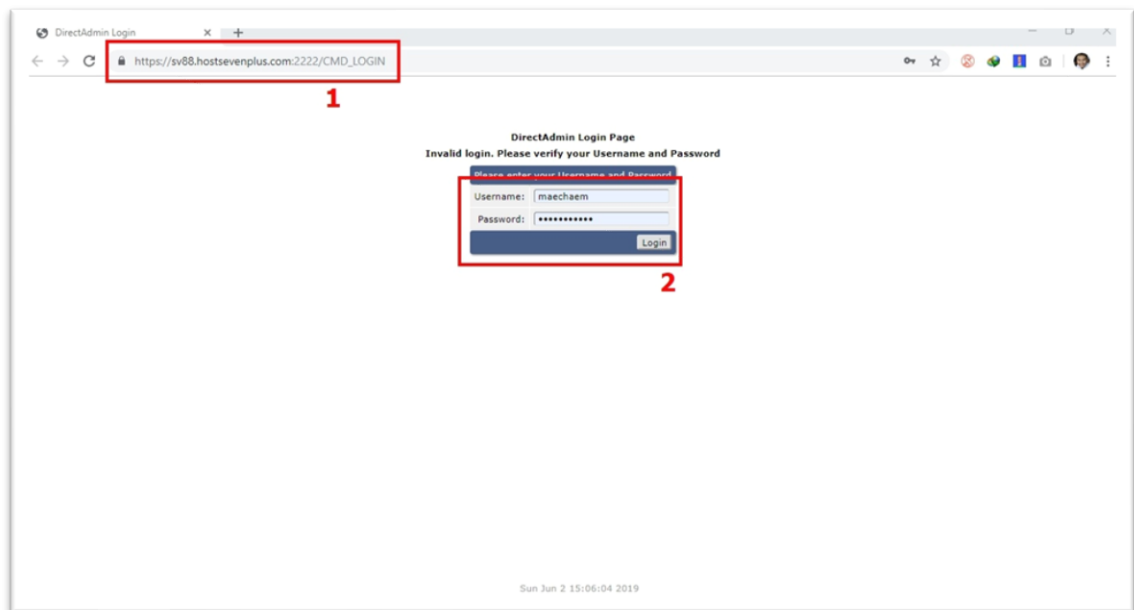 DirectAdmin Login
https://sv88.hostsevenplus.com:2222/CMD_LOGIN
1
DirectAdmin Login Page
Invalid login. Please verify your Username and Password
Please enter your Username and Password
Username: maechaem
Password: •••••••••••
Login
2
Sun Jun 2 15:06:04 2019